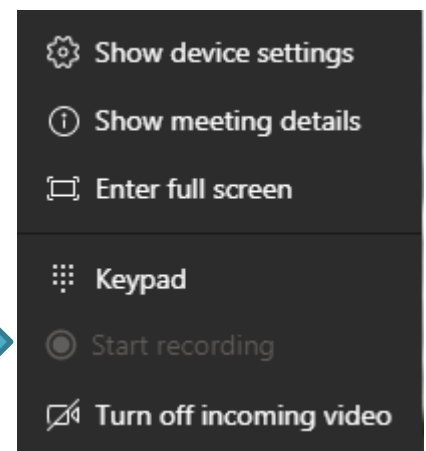 Show device settings
Show meeting details
Enter full screen
Keypad
Start recording
Turn off incoming video